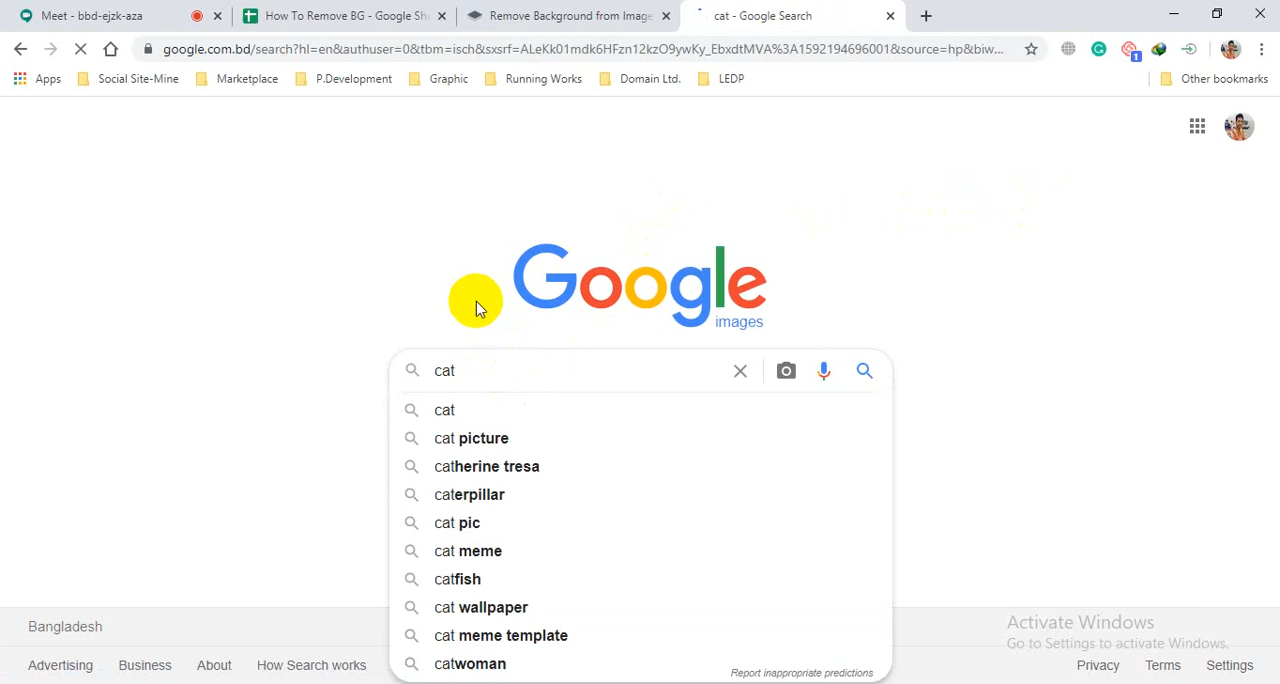 Meet - bbd-ejzk-aza
How To Remove BG - Google She
Remove Background from Image
cat - Google Search
google.com.bd/search?hl=en&authuser=0&tbm=isch&sxsrf=ALeKk01mdk6HFzn12kzO9ywKy_EbxdtMVA%3A1592194696001&source=hp&biw...
1
Apps
Social Site-Mine
Marketplace
P.Development
Graphic
Running Works
Domain Ltd.
LEDP
Other bookmarks
Google
images
cat
cat
cat picture
catherine tresa
caterpillar
cat pic
cat meme
catfish
cat wallpaper
cat meme template
catwoman
Report inappropriate predictions
Bangladesh
Activate Windows
Go to Settings to activate Windows.
Advertising
Business
About
How Search works
Privacy
Terms
Settings